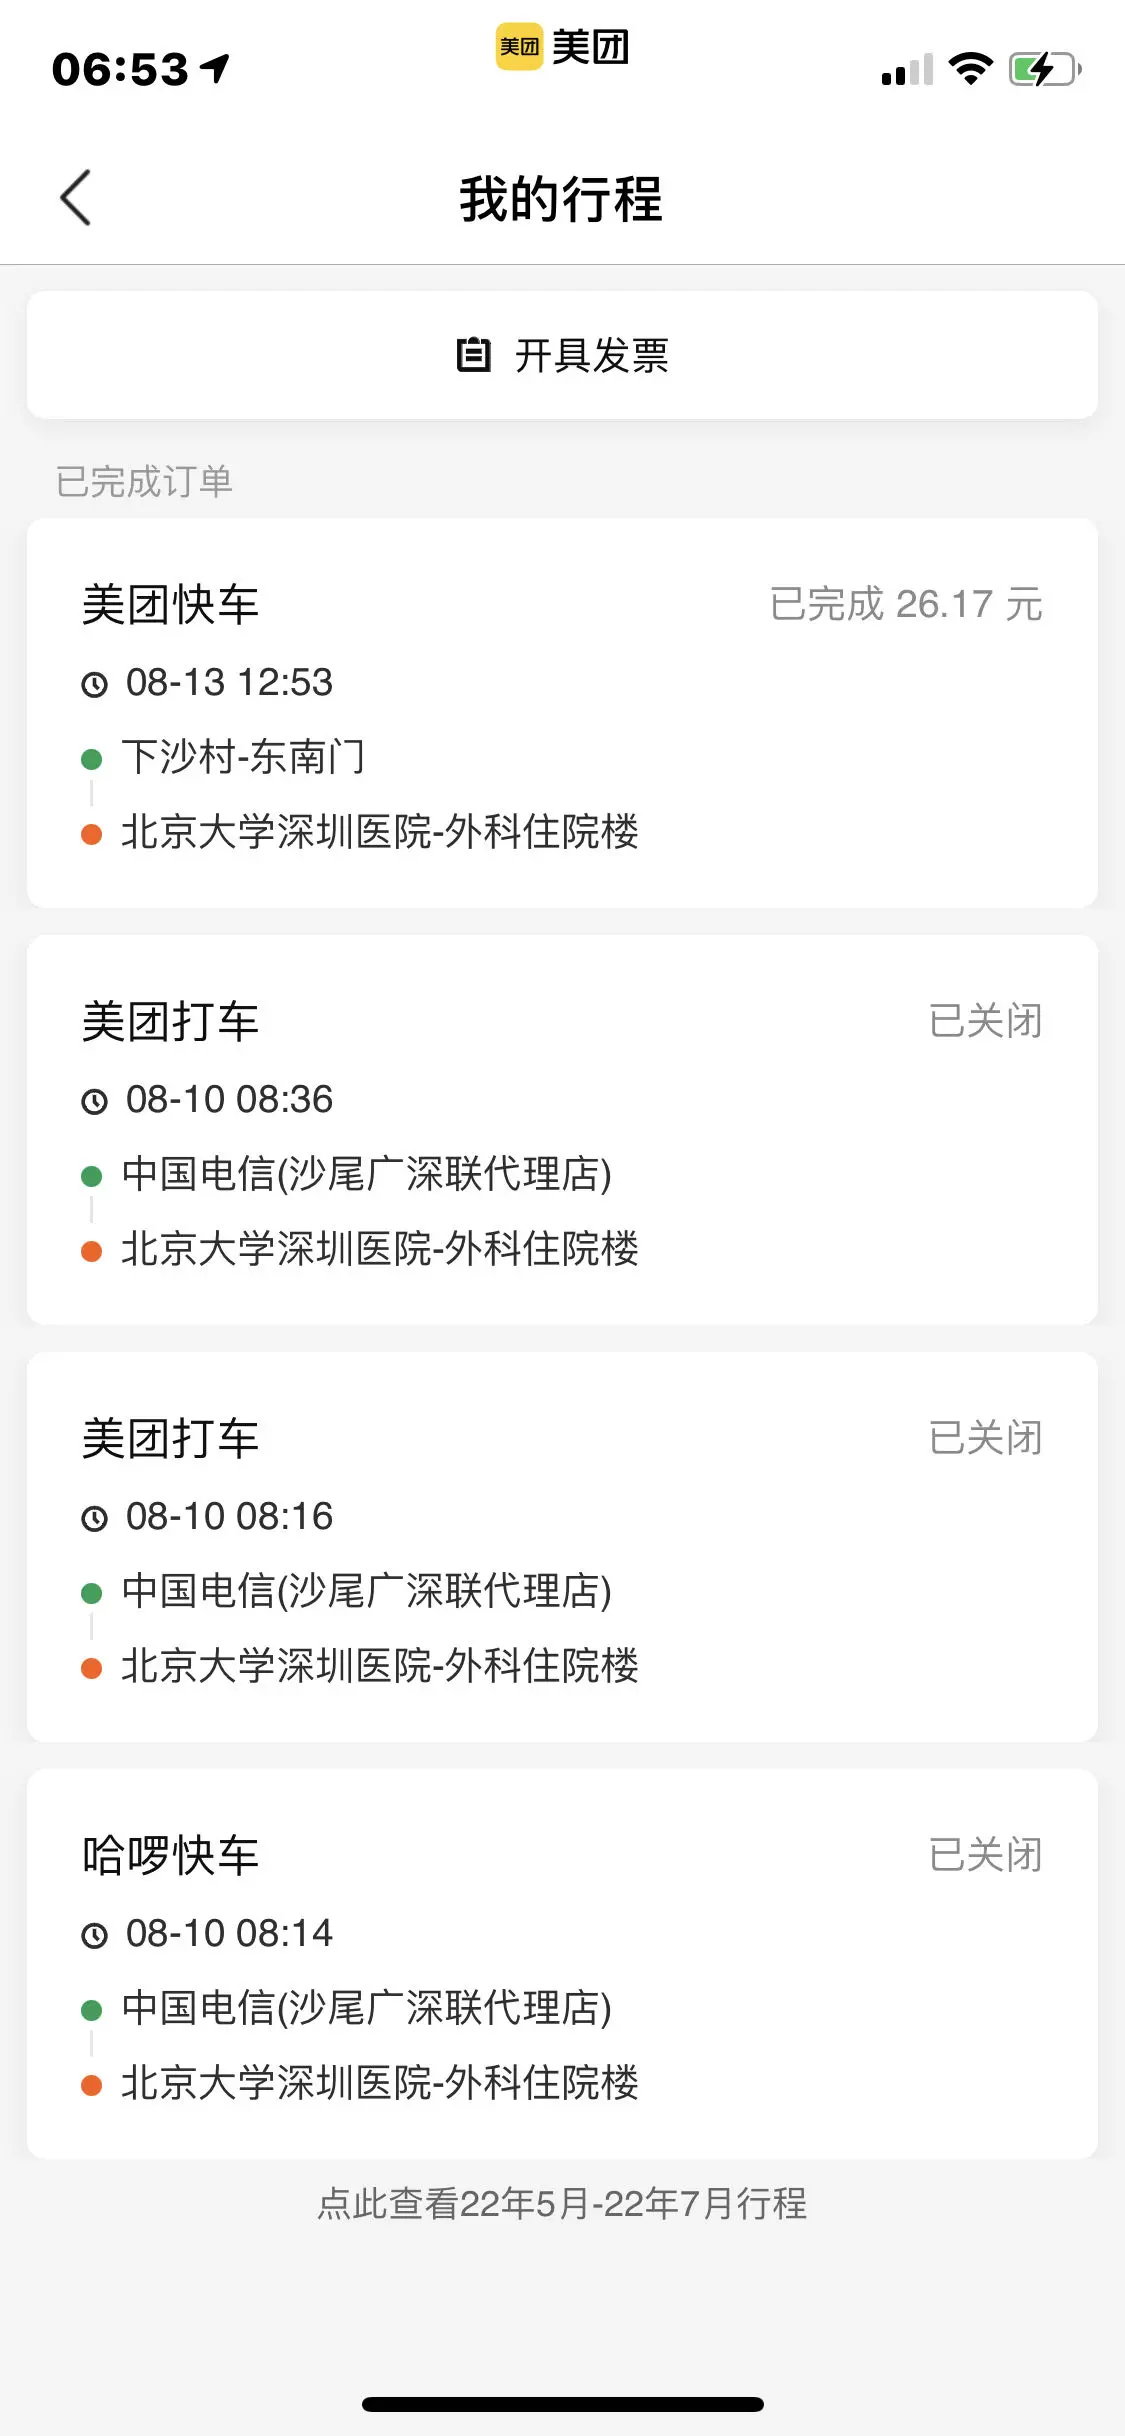 06:53
美团 美团
我的行程
开具发票
已完成订单
美团快车 已完成 26.17 元
08-13 12:53
下沙村-东南门
北京大学深圳医院-外科住院楼
美团打车 已关闭
08-10 08:36
中国电信(沙尾广深联代理店)
北京大学深圳医院-外科住院楼
美团打车 已关闭
08-10 08:16
中国电信(沙尾广深联代理店)
北京大学深圳医院-外科住院楼
哈啰快车 已关闭
08-10 08:14
中国电信(沙尾广深联代理店)
北京大学深圳医院-外科住院楼
点此查看22年5月-22年7月行程